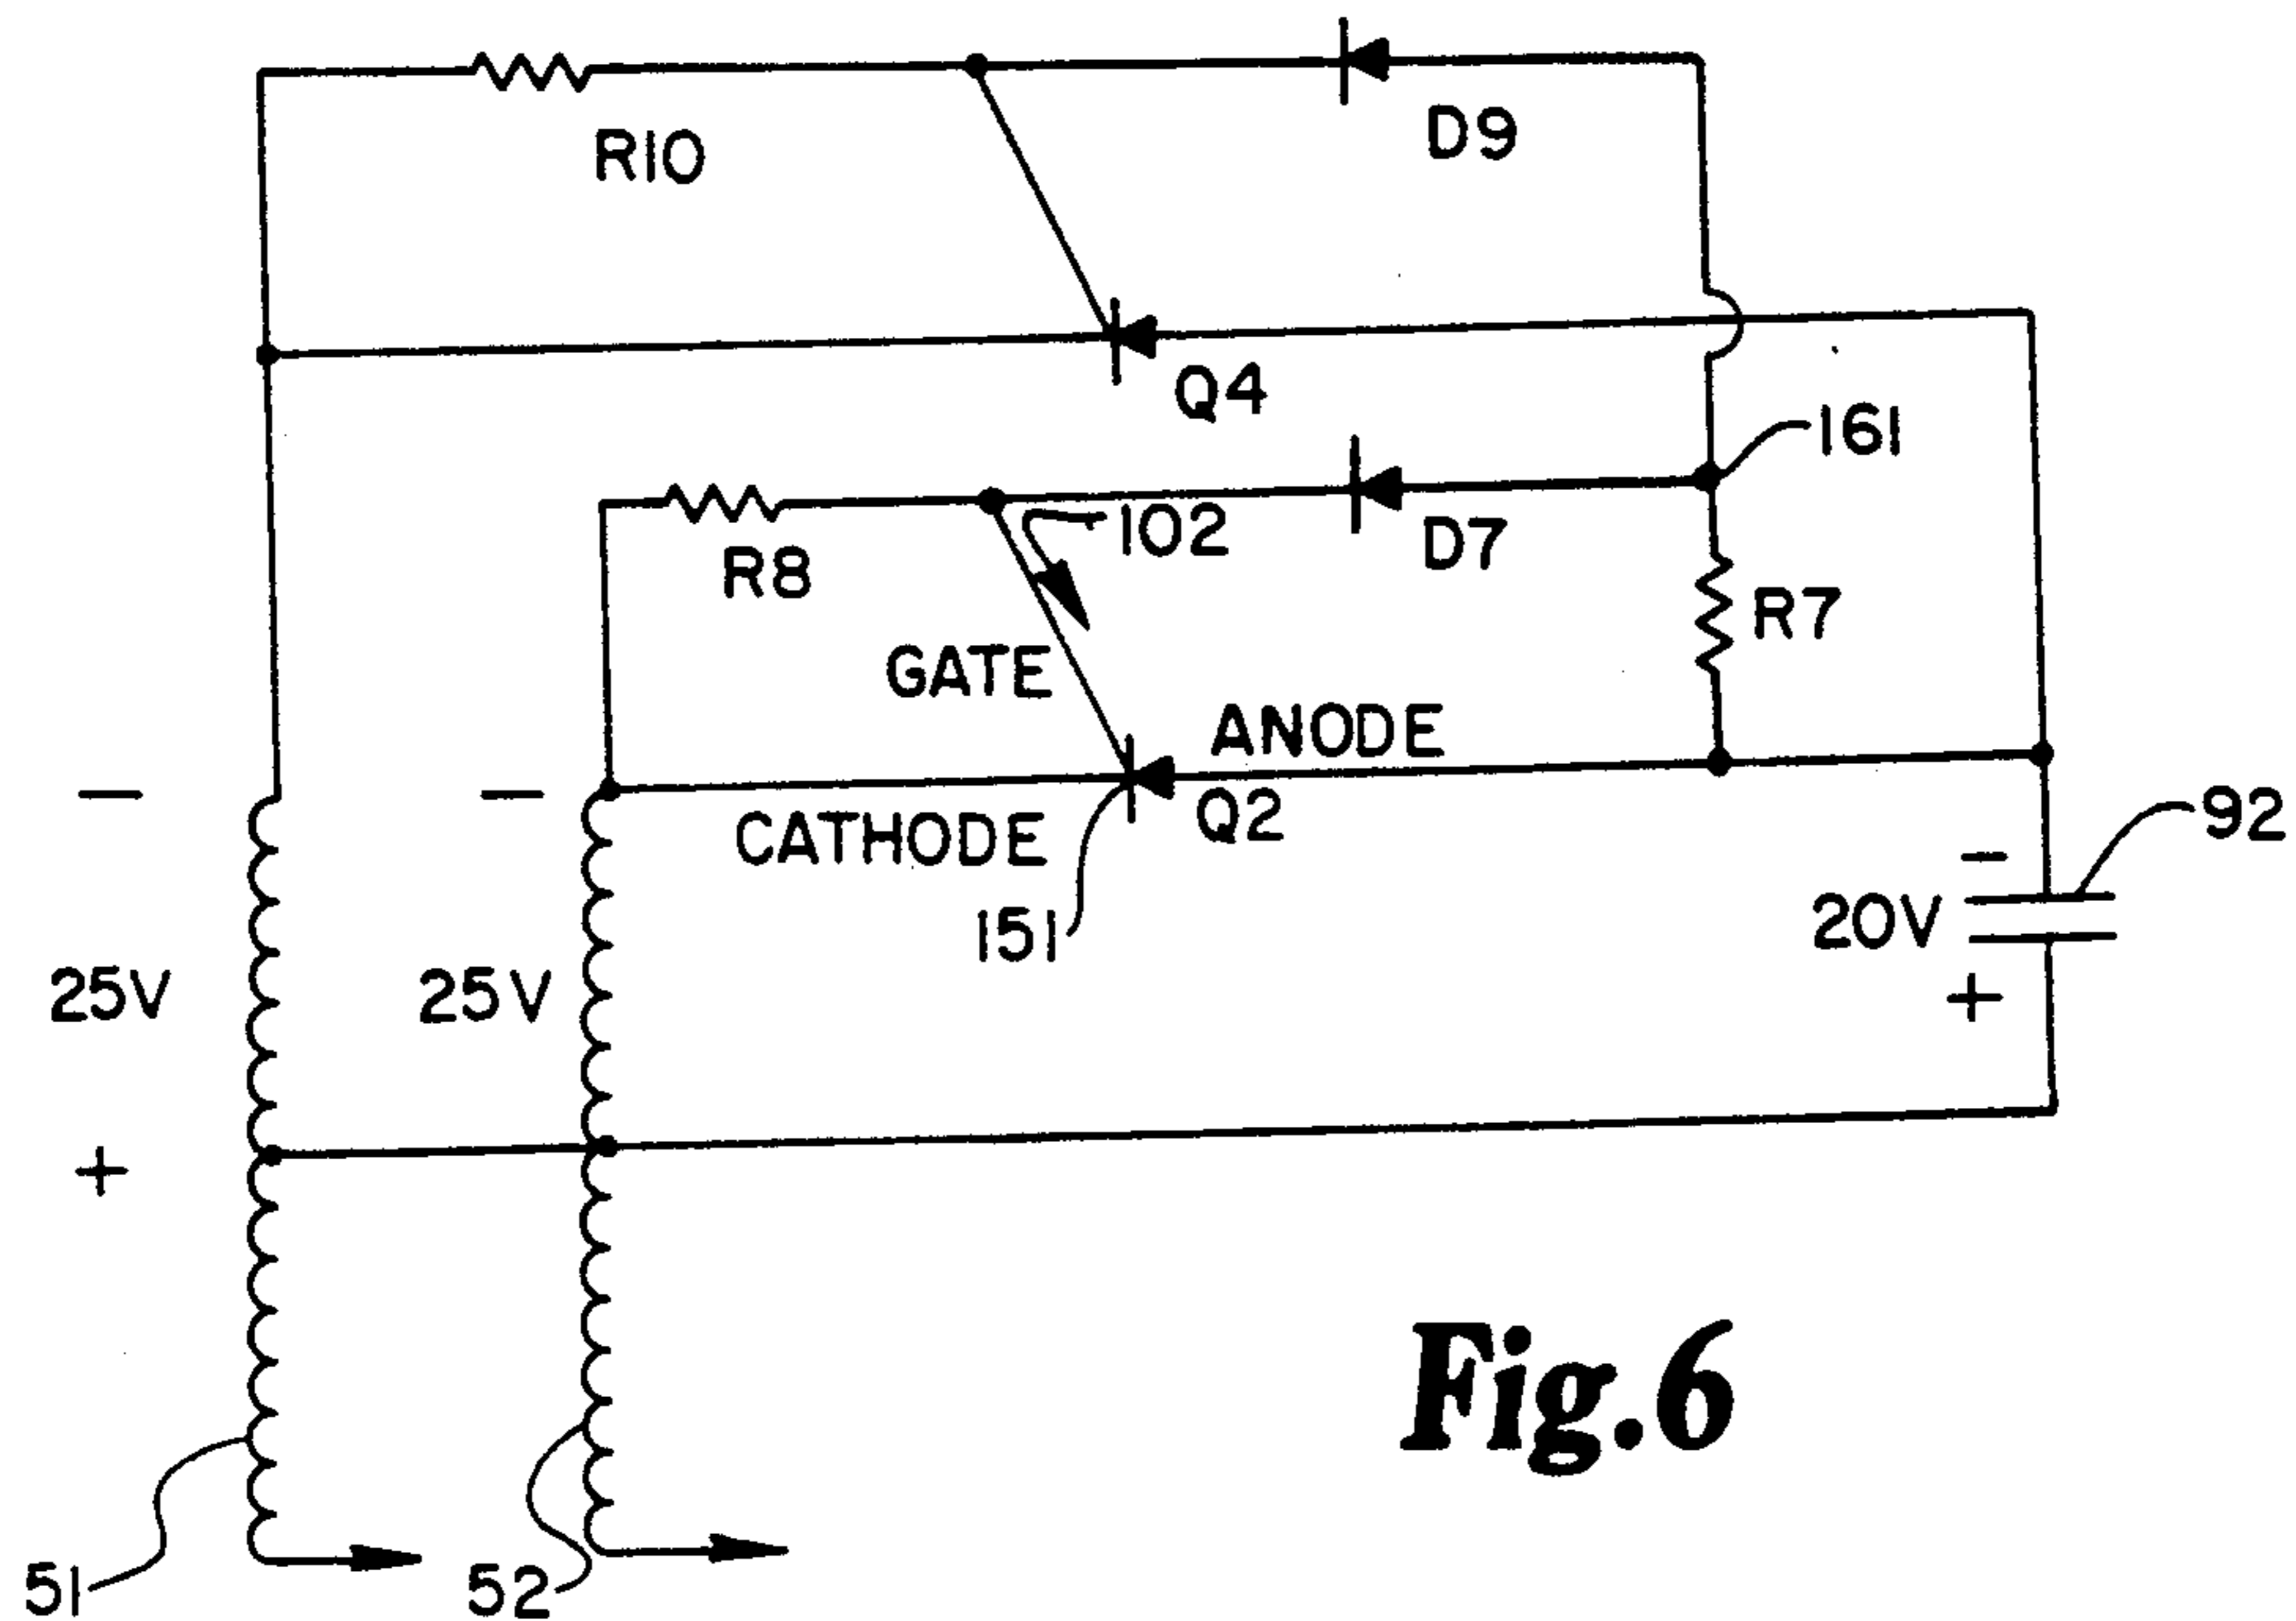 R10
D9
Q4
161
R8
102
D7
R7
GATE
ANODE
−
−
CATHODE
Q2
92
151
−
20V
+
25V
25V
+
51
52
Fig.6